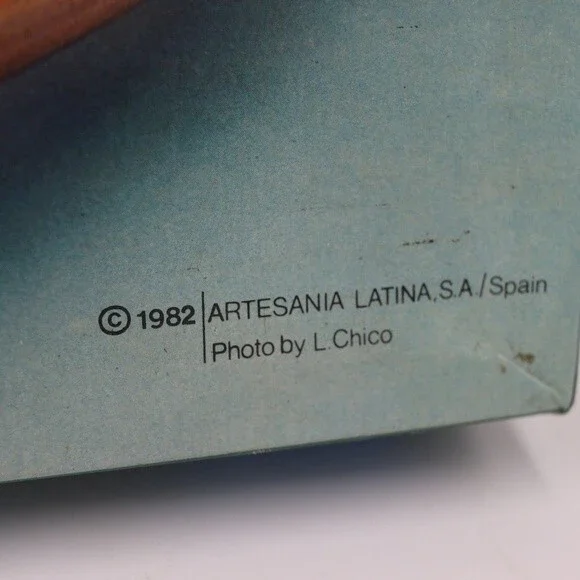 © 1982 ARTESANIA LATINA, S.A./Spain
Photo by L. Chico